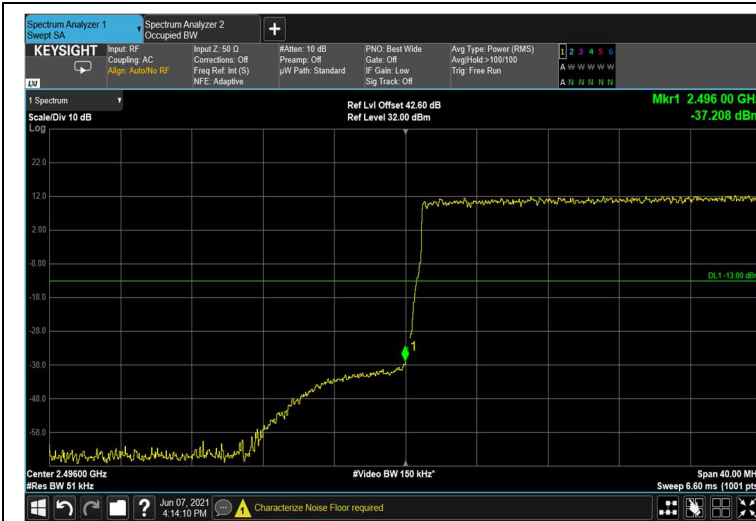 Spectrum Analyzer 1
Swept SA
Spectrum Analyzer 2
Occupied BW
KEYSIGHT
Input: RF
Coupling: AC
Align: Auto/No RF
Input Z: 50 Ω
Corrections: Off
Freq Ref: Int (S)
NFE: Adaptive
#Atten: 10 dB
Preamp: Off
µW Path: Standard
PNO: Best Wide
Gate: Off
IF Gain: Low
Sig Track: Off
Avg Type: Power (RMS)
Avg|Hold:>100/100
Trig: Free Run
1 2 3 4 5 6
A W W W W W
A N N N N N
LXI
1 Spectrum
Scale/Div 10 dB
Log
Ref Lvl Offset 42.60 dB
Ref Level 32.00 dBm
Mkr1 2.496 00 GHz
-37.208 dBm
22.0
12.0
2.00
-8.00
-18.0
-28.0
-38.0
-48.0
-58.0
DL1 -13.00 dBm
1
Center 2.49600 GHz
#Res BW 51 kHz
#Video BW 150 kHz*
Span 40.00 MH
Sweep 6.60 ms (1001 pts
?
Jun 07, 2021
4:14:10 PM
1
Characterize Noise Floor required